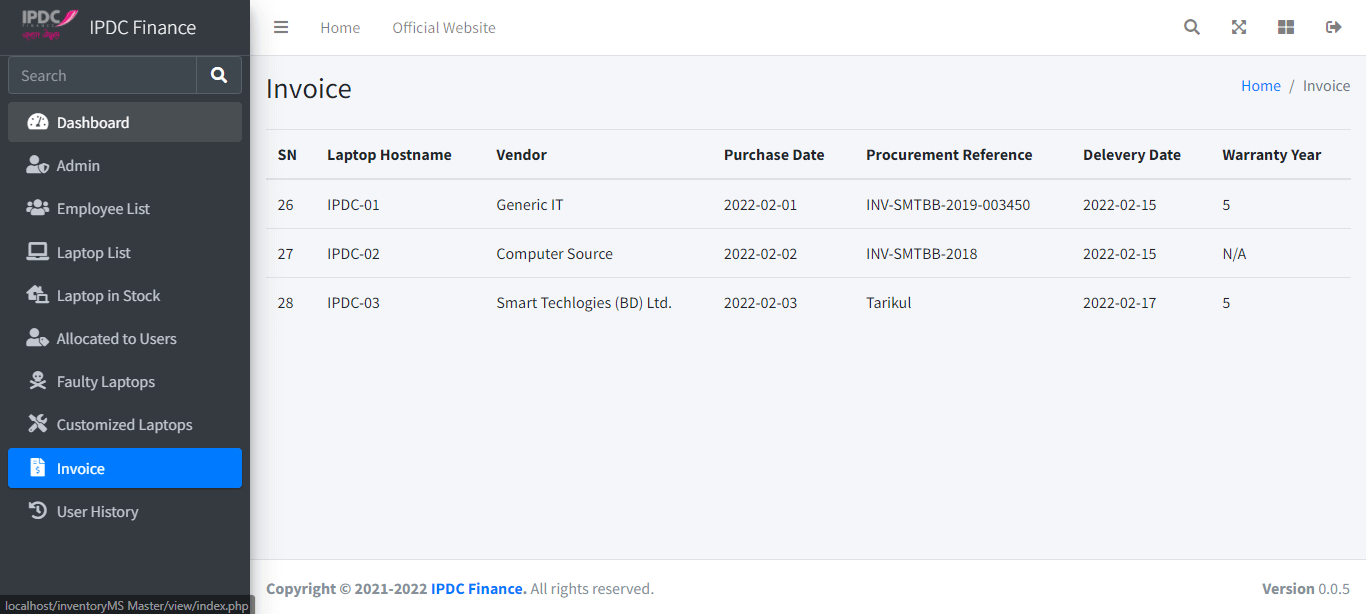 IPDC
FINANCE
IPDC Finance
Home
Official Website
Search
Dashboard
Admin
Employee List
Laptop List
Laptop in Stock
Allocated to Users
Faulty Laptops
Customized Laptops
Invoice
User History
localhost/inventoryMS Master/view/index.php
Invoice
Home / Invoice
SN Laptop Hostname Vendor Purchase Date Procurement Reference Delevery Date Warranty Year
26 IPDC-01 Generic IT 2022-02-01 INV-SMTBB-2019-003450 2022-02-15 5
27 IPDC-02 Computer Source 2022-02-02 INV-SMTBB-2018 2022-02-15 N/A
28 IPDC-03 Smart Techlogies (BD) Ltd. 2022-02-03 Tarikul 2022-02-17 5
Copyright © 2021-2022 IPDC Finance. All rights reserved.
Version 0.0.5